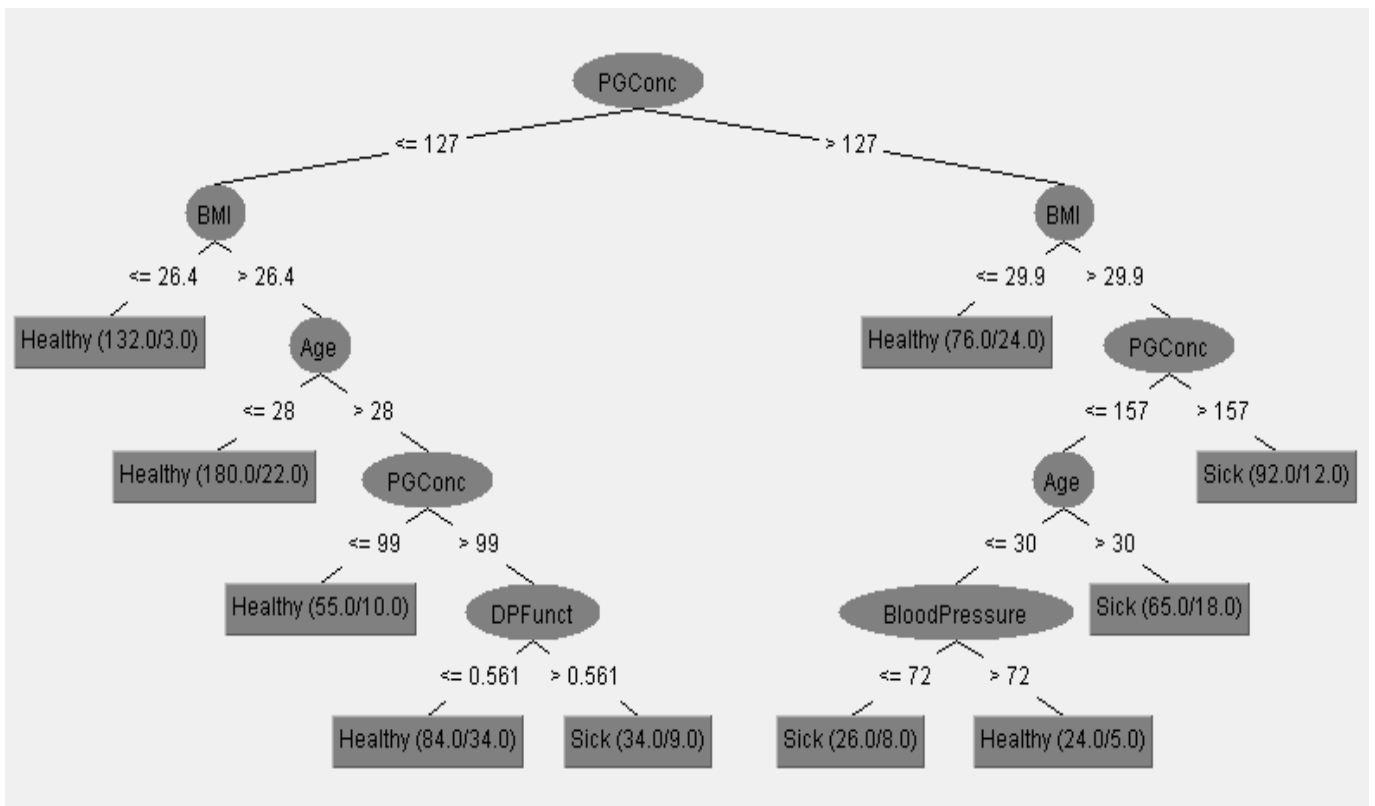 PGConc
<= 127
> 127
BMI
BMI
<= 26.4
> 26.4
<= 29.9
> 29.9
Healthy (132.0/3.0)
Age
Healthy (76.0/24.0)
PGConc
<= 28
> 28
<= 157
> 157
Healthy (180.0/22.0)
PGConc
Age
Sick (92.0/12.0)
<= 99
> 99
<= 30
> 30
Healthy (55.0/10.0)
DPFunct
BloodPressure
Sick (65.0/18.0)
<= 0.561
> 0.561
<= 72
> 72
Healthy (84.0/34.0)
Sick (34.0/9.0)
Sick (26.0/8.0)
Healthy (24.0/5.0)